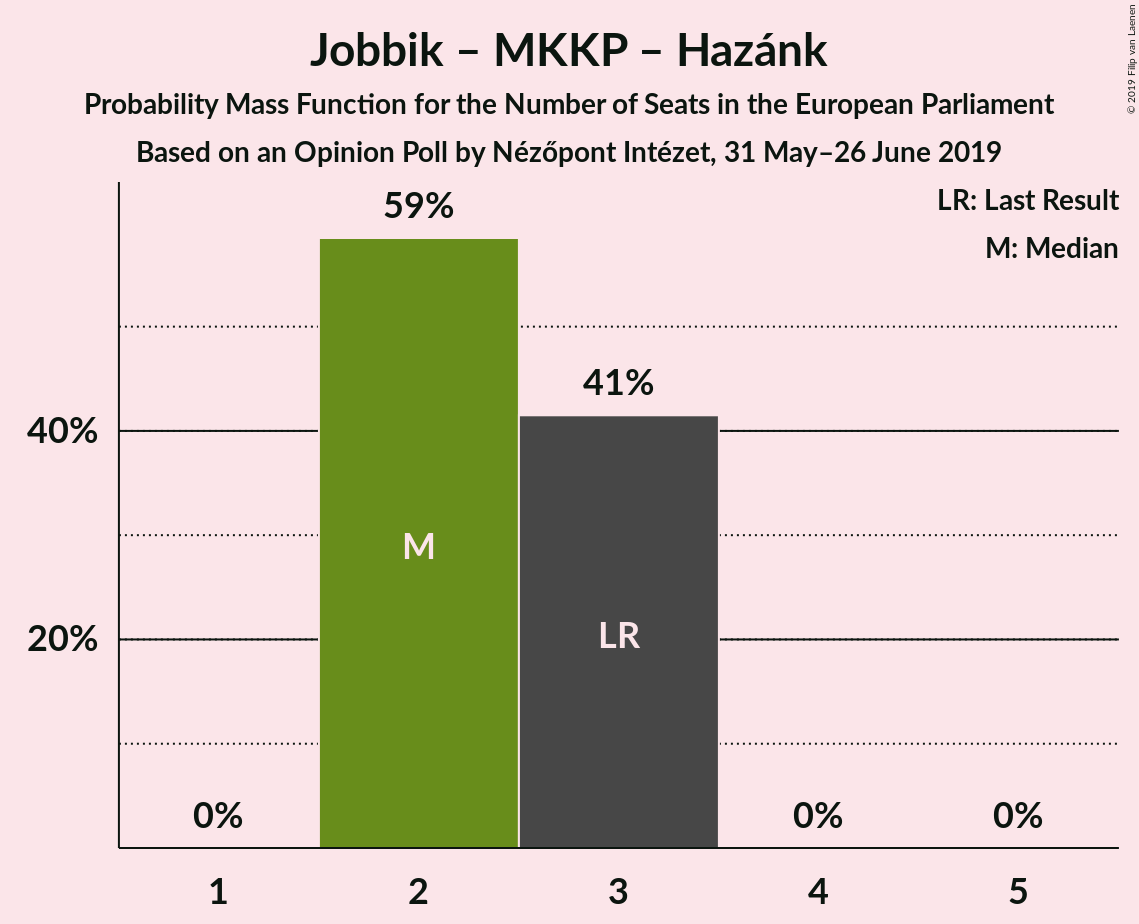 Jobbik – MKKP – Hazánk
Probability Mass Function for the Number of Seats in the European Parliament
Based on an Opinion Poll by Nézőpont Intézet, 31 May–26 June 2019
© 2019 Filip van Laenen
LR: Last Result
M: Median
59%
41%
40%
20%
M
LR
0%
0%
0%
1
2
3
4
5